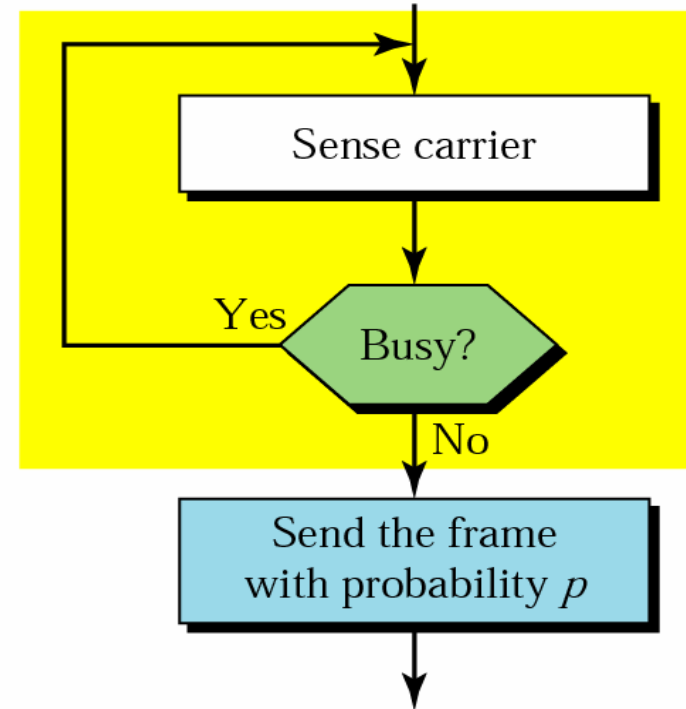 Sense carrier
Yes
Busy?
No
Send the frame
with probability p